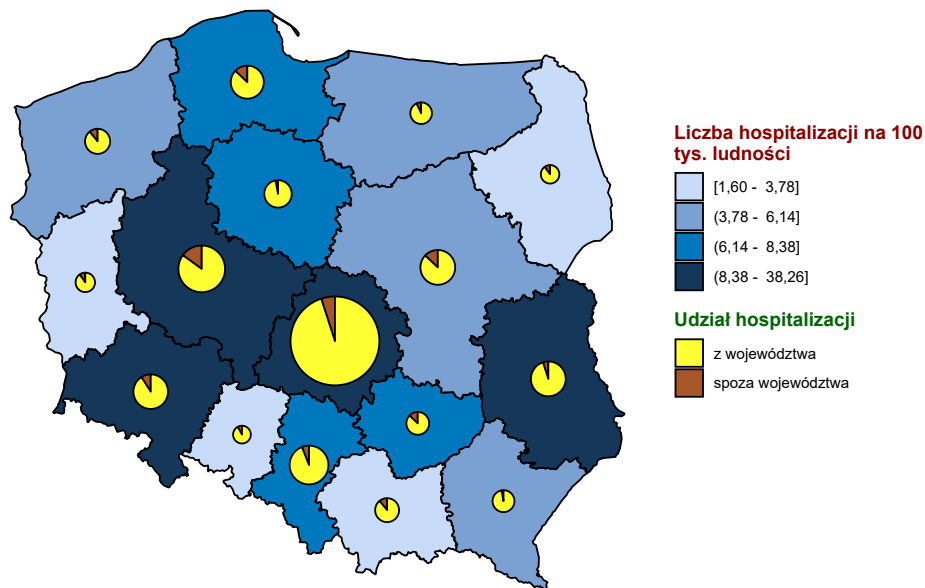 Liczba hospitalizacji na 100
tys. ludności
[1,60 - 3,78]
(3,78 - 6,14]
(6,14 - 8,38]
(8,38 - 38,26]
Udział hospitalizacji
z województwa
spoza województwa